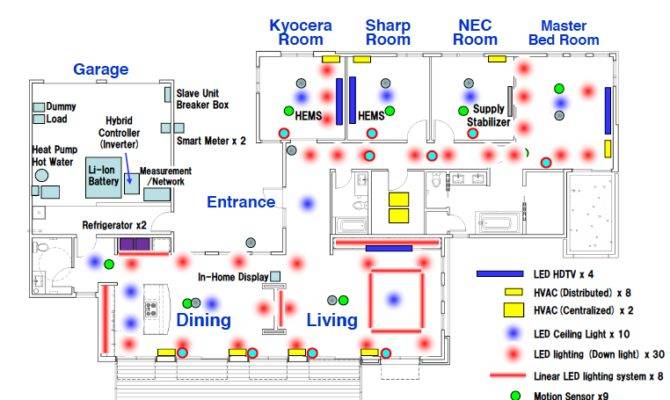 Kyocera
Room
Sharp
Room
NEC
Room
Master
Bed Room
Garage
Slave Unit
Breaker Box
Dummy
Load
Hybrid
Controller
(Inverter)
HEMS
HEMS
Supply
Stabilizer
Smart Meter x 2
Heat Pump
Hot Water
Li-Ion
Battery
Measurement
/Network
Entrance
Refrigerator x2
In-Home Display
Dining
Living
LED HDTV x 4
HVAC (Distributed) x 8
HVAC (Centralized) x 2
LED Ceiling Light x 10
LED lighting (Down light) x 30
Linear LED lighting system x 8
Motion Sensor x9